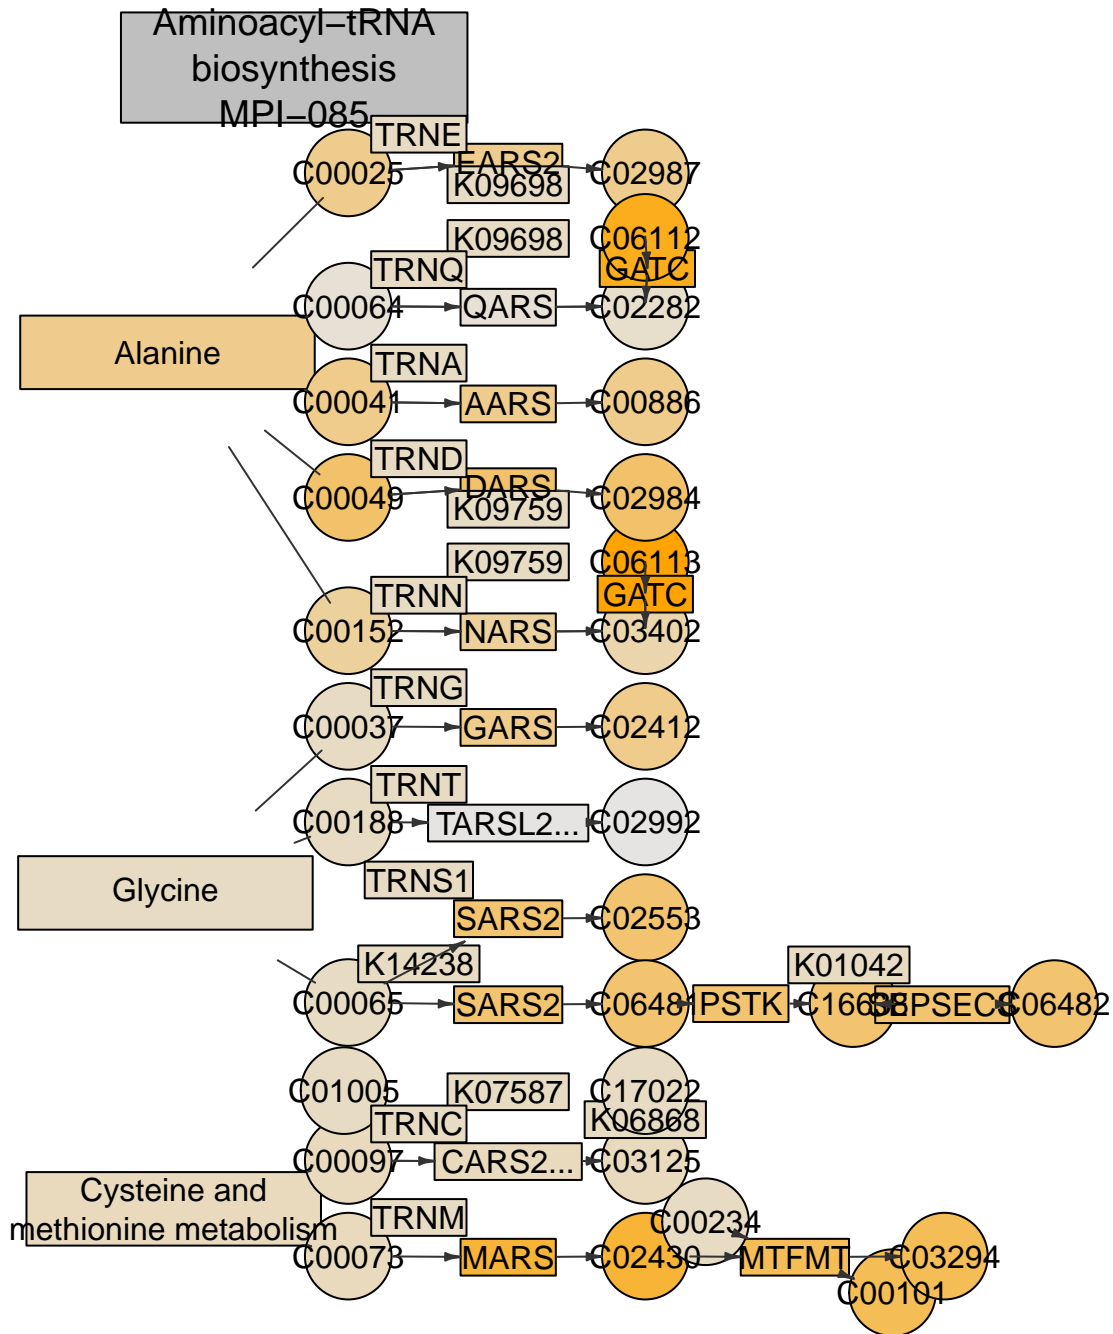 Aminoacyl−tRNA
biosynthesis
MPI−085
TRNE
C00025
EARS2
K09698
C02987
K09698
C06112
TRNQ
GATC
C00064
QARS
C02282
Alanine
TRNA
C00041
AARS
C00886
TRND
C00049
DARS
K09759
C02984
K09759
C06113
TRNN
GATC
C00152
NARS
C03402
TRNG
C00037
GARS
C02412
TRNT
C00188
TARSL2...
C02992
Glycine
TRNS1
SARS2
C02553
K14238
K01042
C00065
SARS2
C06481
PSTK
C16638
SEPSECS
C06482
C01005
K07587
C17022
TRNC
K06868
C00097
CARS2...
C03125
Cysteine and
methionine metabolism
TRNM
C00234
C00073
MARS
C02430
MTFMT
C03294
C00101